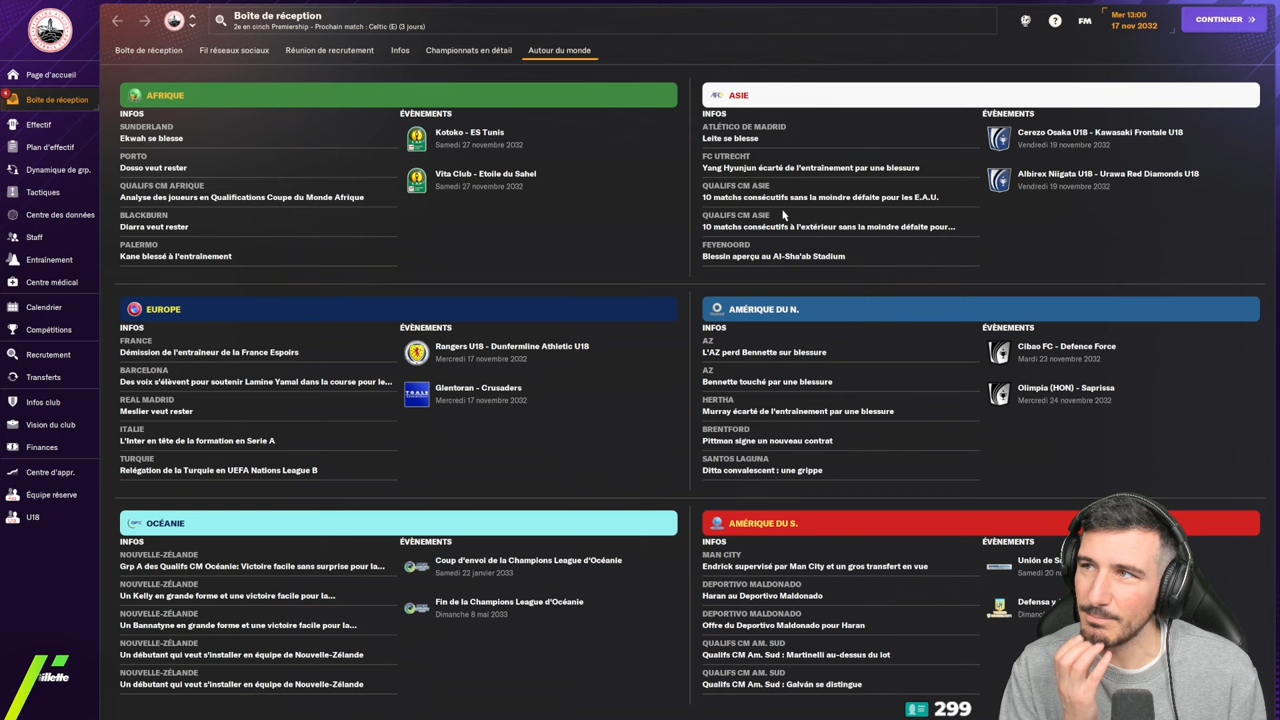 Boîte de réception
2e en cinch Premiership - Prochain match : Celtic (E) (3 jours)
FM
Mer 13:00
17 nov 2032
CONTINUER
Boîte de réception
Fil réseaux sociaux
Réunion de recrutement
Infos
Championnats en détail
Autour du monde
Page d'accueil
Boîte de réception
Effectif
Plan d'effectif
Dynamique de grp.
Tactiques
Centre des données
Staff
Entraînement
Centre médical
Calendrier
Compétitions
Recrutement
Transferts
Infos club
Vision du club
Finances
Centre d'appr.
Équipe réserve
U18
AFRIQUE
INFOS
SUNDERLAND
Ekwah se blesse
PORTO
Dosso veut rester
QUALIFS CM AFRIQUE
Analyse des joueurs en Qualifications Coupe du Monde Afrique
BLACKBURN
Diarra veut rester
PALERMO
Kane blessé à l'entraînement
ÉVÈNEMENTS
Kotoko - ES Tunis
Samedi 27 novembre 2032
Vita Club - Etoile du Sahel
Samedi 27 novembre 2032
ASIE
INFOS
ATLÉTICO DE MADRID
Leite se blesse
FC UTRECHT
Yang Hyunjun écarté de l'entraînement par une blessure
QUALIFS CM ASIE
10 matchs consécutifs sans la moindre défaite pour les E.A.U.
QUALIFS CM ASIE
10 matchs consécutifs à l'extérieur sans la moindre défaite pour...
FEYENOORD
Blessin aperçu au Al-Sha'ab Stadium
ÉVÈNEMENTS
Cerezo Osaka U18 - Kawasaki Frontale U18
Vendredi 19 novembre 2032
Albirex Niigata U18 - Urawa Red Diamonds U18
Vendredi 19 novembre 2032
EUROPE
INFOS
FRANCE
Démission de l'entraîneur de la France Espoirs
BARCELONA
Des voix s'élèvent pour soutenir Lamine Yamal dans la course pour le...
REAL MADRID
Meslier veut rester
ITALIE
L'Inter en tête de la formation en Serie A
TURQUIE
Relégation de la Turquie en UEFA Nations League B
ÉVÈNEMENTS
Rangers U18 - Dunfermline Athletic U18
Mercredi 17 novembre 2032
Glentoran - Crusaders
Mercredi 17 novembre 2032
AMÉRIQUE DU N.
INFOS
AZ
L'AZ perd Bennette sur blessure
AZ
Bennette touché par une blessure
HERTHA
Murray écarté de l'entraînement par une blessure
BRENTFORD
Pittman signe un nouveau contrat
SANTOS LAGUNA
Ditta convalescent : une grippe
ÉVÈNEMENTS
Cibao FC - Defence Force
Mardi 23 novembre 2032
Olimpia (HON) - Saprissa
Mercredi 24 novembre 2032
OCÉANIE
INFOS
NOUVELLE-ZÉLANDE
Grp A des Qualifs CM Océanie: Victoire facile sans surprise pour la...
NOUVELLE-ZÉLANDE
Un Kelly en grande forme et une victoire facile pour la...
NOUVELLE-ZÉLANDE
Un Bannatyne en grande forme et une victoire facile pour la...
NOUVELLE-ZÉLANDE
Un débutant qui veut s'installer en équipe de Nouvelle-Zélande
NOUVELLE-ZÉLANDE
Un débutant qui veut s'installer en équipe de Nouvelle-Zélande
ÉVÈNEMENTS
Coup d'envoi de la Champions League d'Océanie
Samedi 22 janvier 2033
Fin de la Champions League d'Océanie
Dimanche 8 mai 2033
AMÉRIQUE DU S.
INFOS
MAN CITY
Endrick supervisé par Man City et un gros transfert en vue
DEPORTIVO MALDONADO
Haran au Deportivo Maldonado
DEPORTIVO MALDONADO
Offre du Deportivo Maldonado pour Haran
QUALIFS CM AM. SUD
Qualifs CM Am. Sud : Martinelli au-dessus du lot
QUALIFS CM AM. SUD
Qualifs CM Am. Sud : Galván se distingue
ÉVÈNEMENTS
Unión de
Samedi 20
Defensa y
299